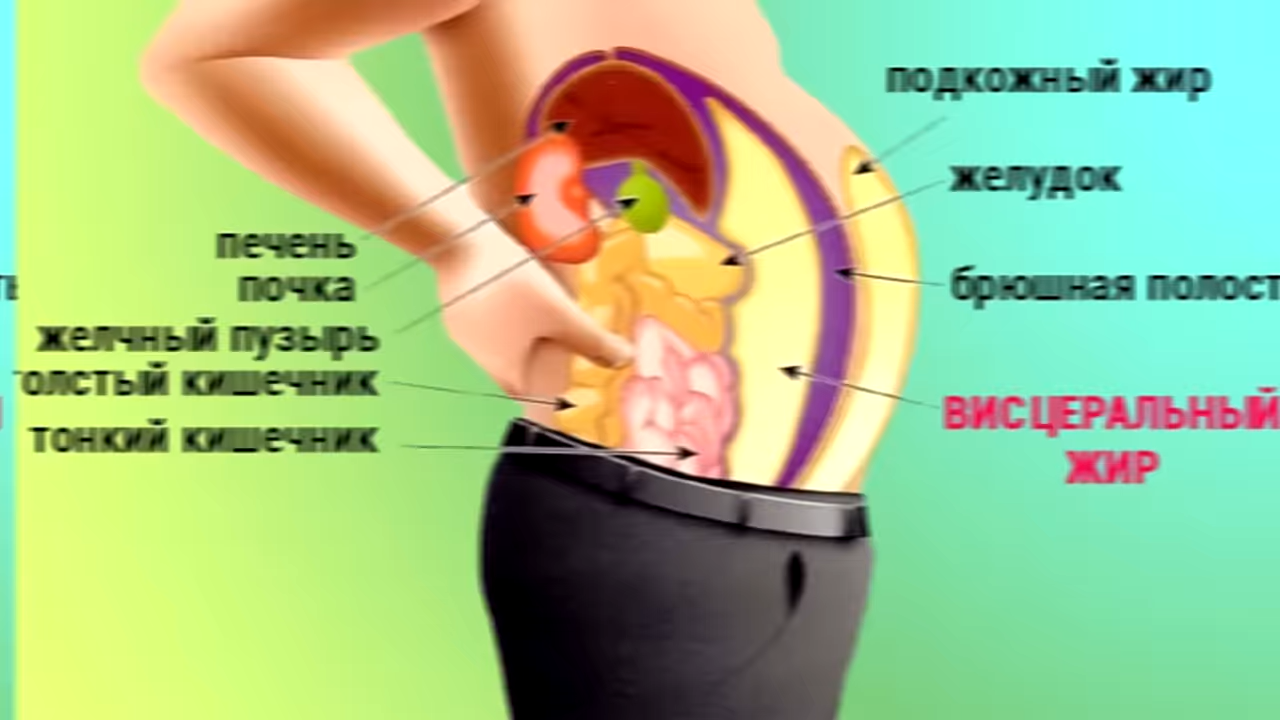 печень
почка
желчный пузырь
олстый кишечник
тонкий кишечник
подкожный жир
желудок
брюшная полост
ВИСЦЕРАЛЬНЫЙ
ЖИР